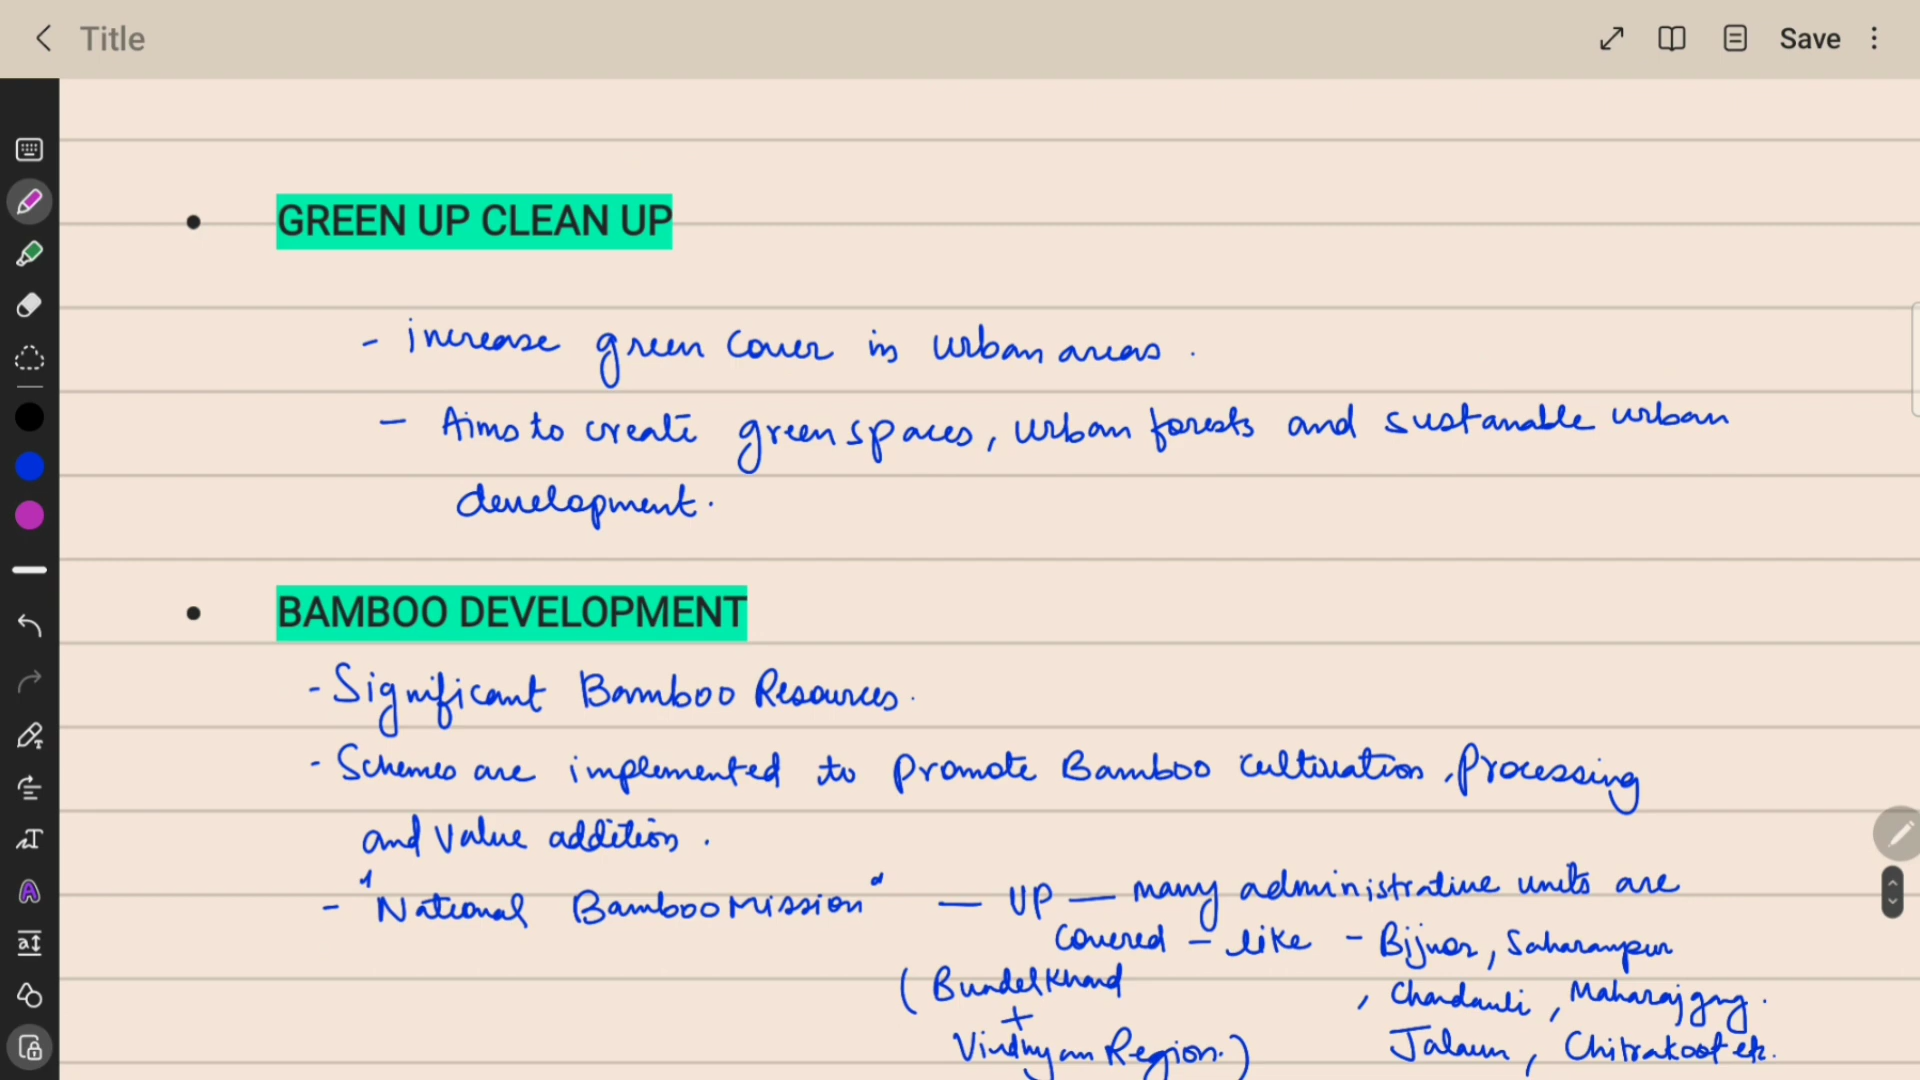 Title
Save
• GREEN UP CLEAN UP
- increase green cover in urban areas .
- Aims to create green spaces, urban forests and sustanable urban
development.
• BAMBOO DEVELOPMENT
- Significant Bamboo Resources.
- Schemes are implemented to promote Bamboo cultivation, Processing
and Value addition .
- "National Bamboo Mission" — UP — many administrative units are
covered - like - Bijnor, Saharanpur
(Bundelkhand , Chandauli, Maharajgang.
+
Vindhyan Region.) Jalaun, Chitrakoot etc.